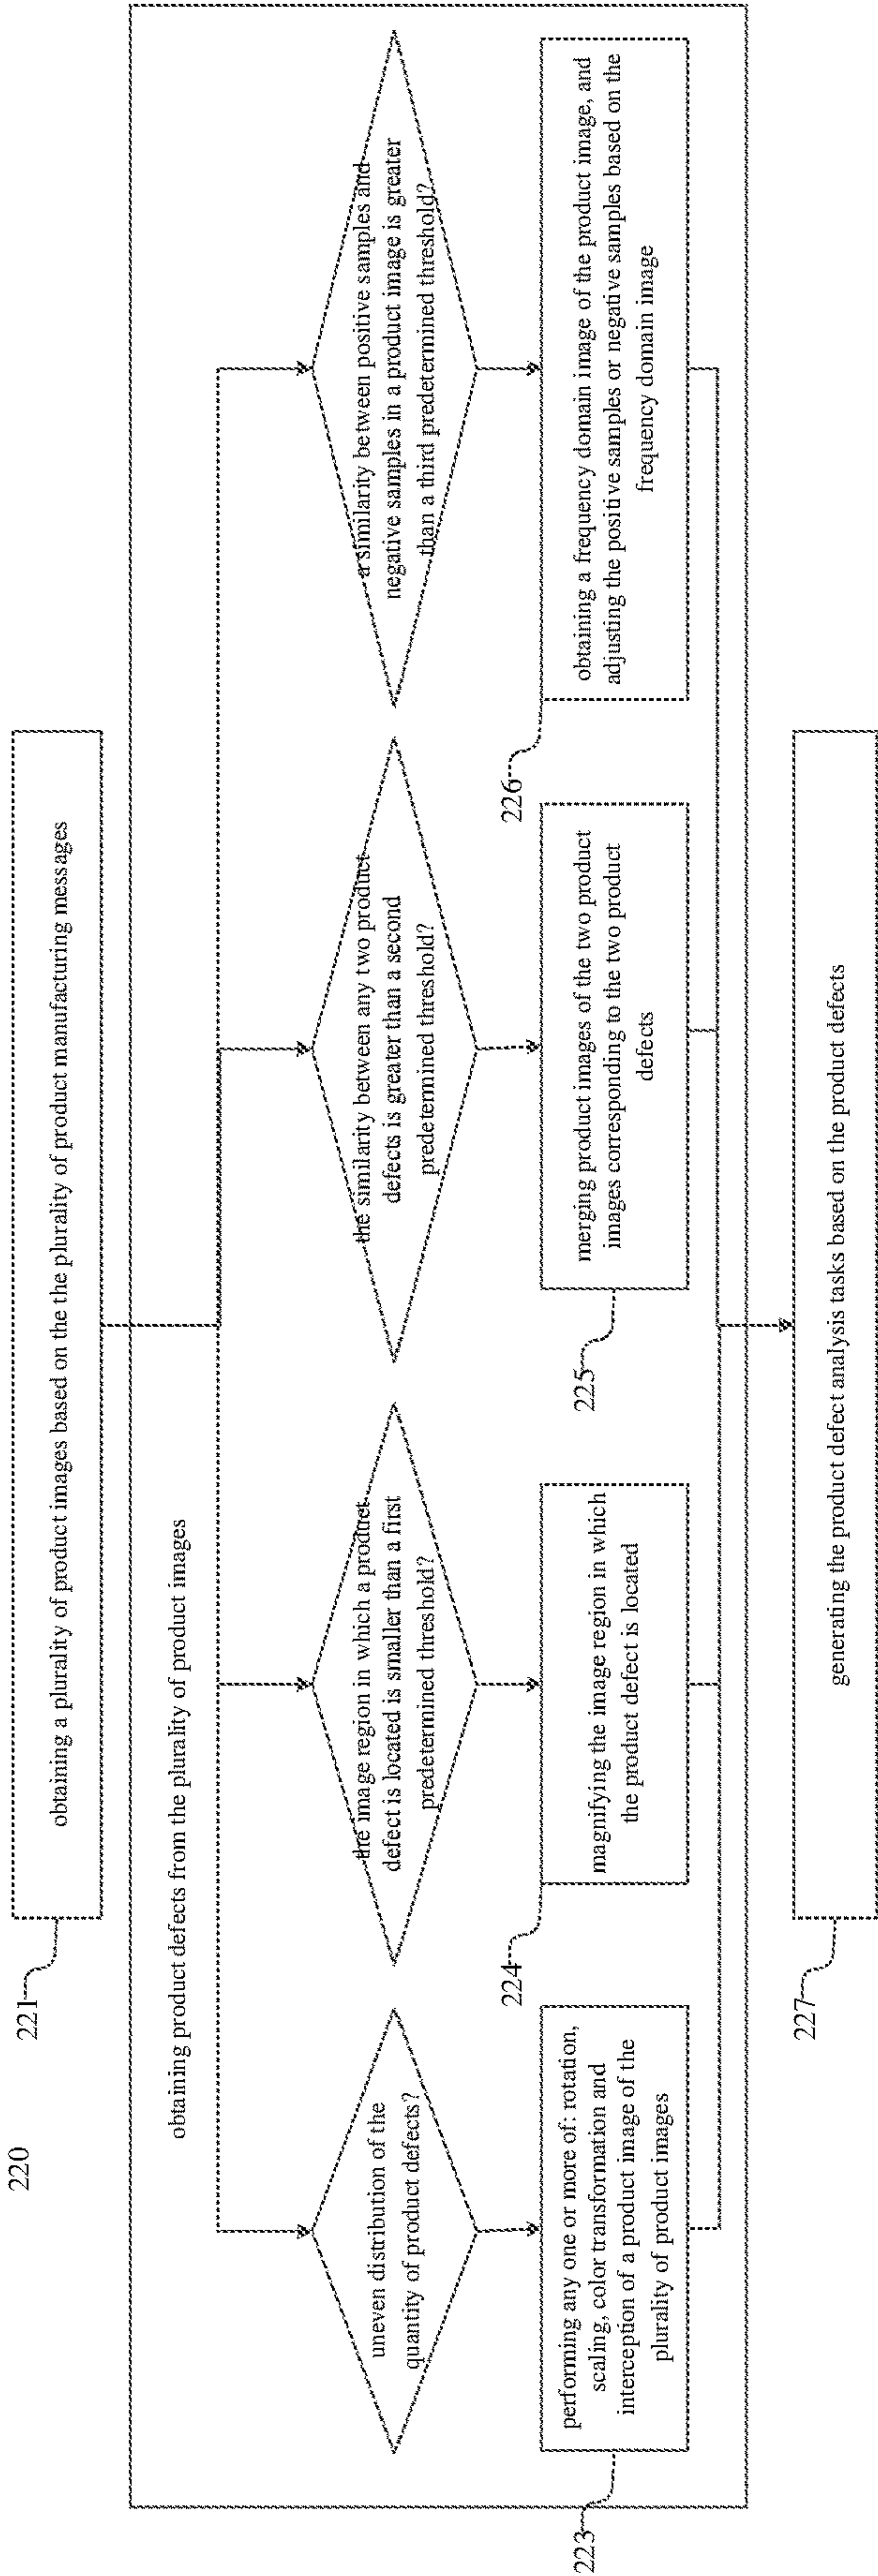 220
221
obtaining a plurality of product images based on the the plurality of product manufacturing messages
obtaining product defects from the plurality of product images
uneven distribution of the
quantity of product defects?
the image region in which a product
defect is located is smaller than a first
predetermined threshold?
the similarity between any two product
defects is greater than a second
predetermined threshold?
a similarity between positive samples and
negative samples in a product image is greater
than a third predetermined threshold?
223
performing any one or more of: rotation,
scaling, color transformation and
interception of a product image of the
plurality of product images
224
magnifying the image region in which
the product defect is located
225
merging product images of the two product
images corresponding to the two product
defects
226
obtaining a frequency domain image of the product image, and
adjusting the positive samples or negative samples based on the
frequency domain image
227
generating the product defect analysis tasks based on the product defects